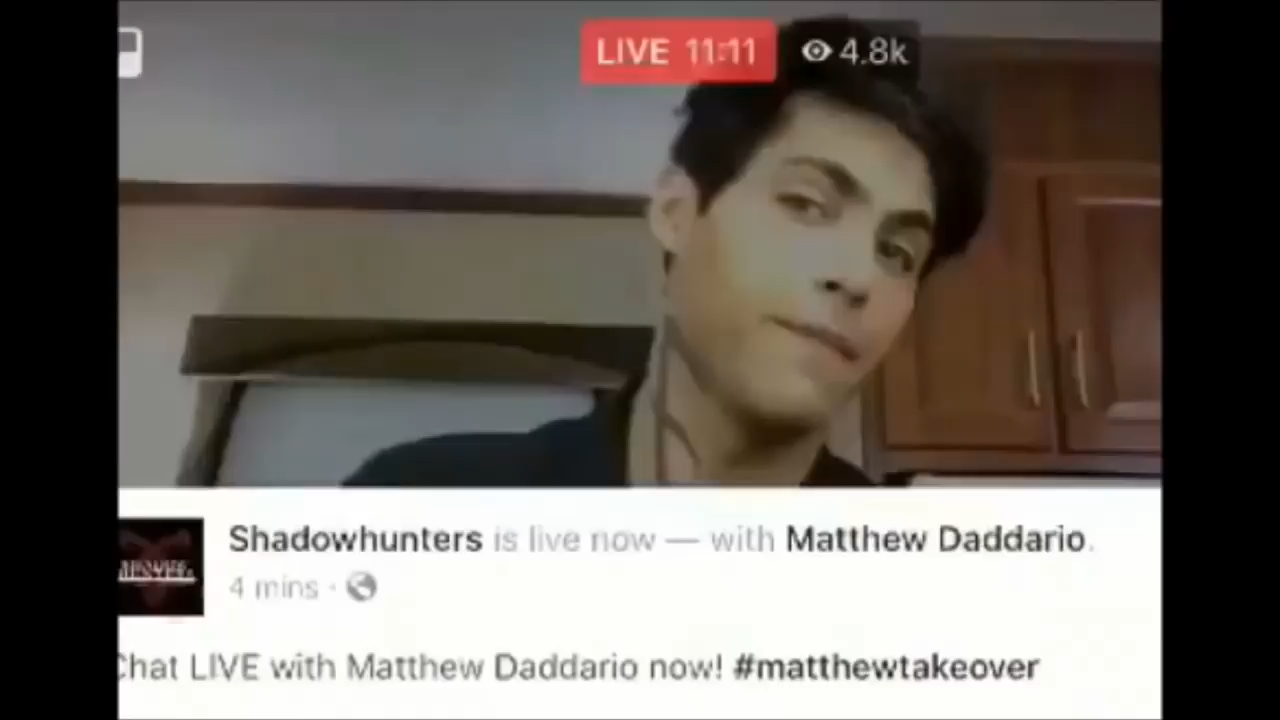 LIVE 11:11 4.8k
Shadowhunters is live now — with Matthew Daddario.
4 mins ·
Chat LIVE with Matthew Daddario now! #matthewtakeover